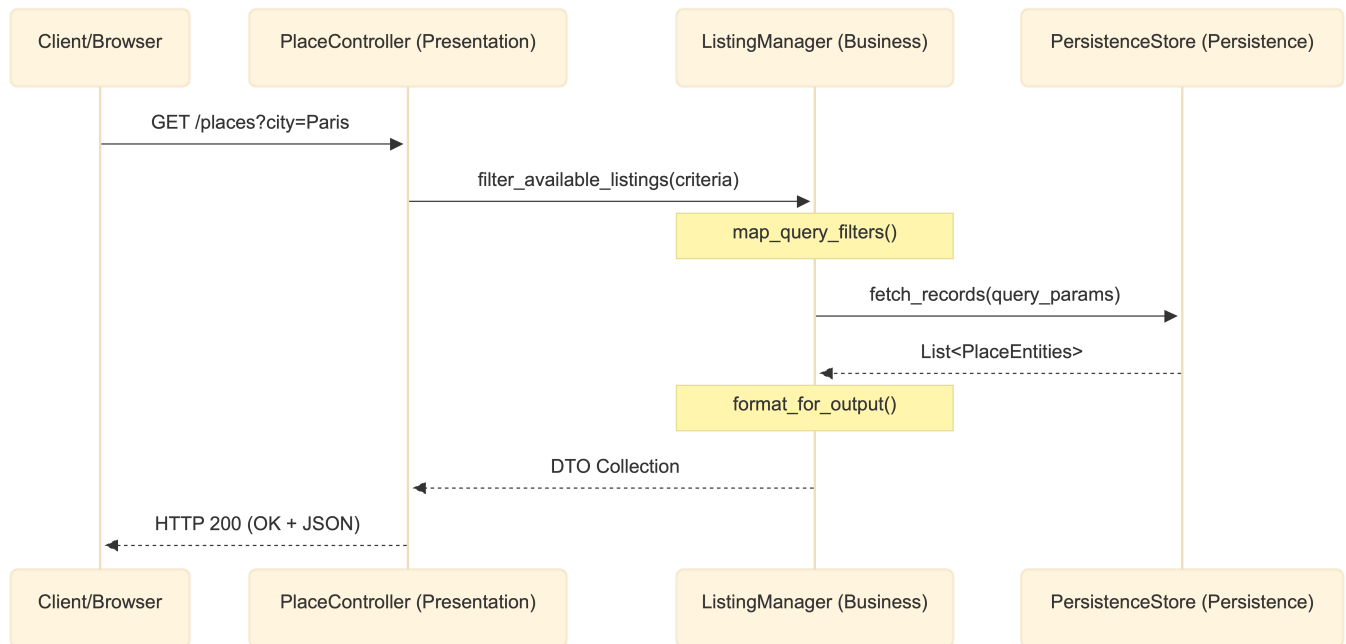 Client/Browser
PlaceController (Presentation)
ListingManager (Business)
PersistenceStore (Persistence)
GET /places?city=Paris
filter_available_listings(criteria)
map_query_filters()
fetch_records(query_params)
List<PlaceEntities>
format_for_output()
DTO Collection
HTTP 200 (OK + JSON)
Client/Browser
PlaceController (Presentation)
ListingManager (Business)
PersistenceStore (Persistence)